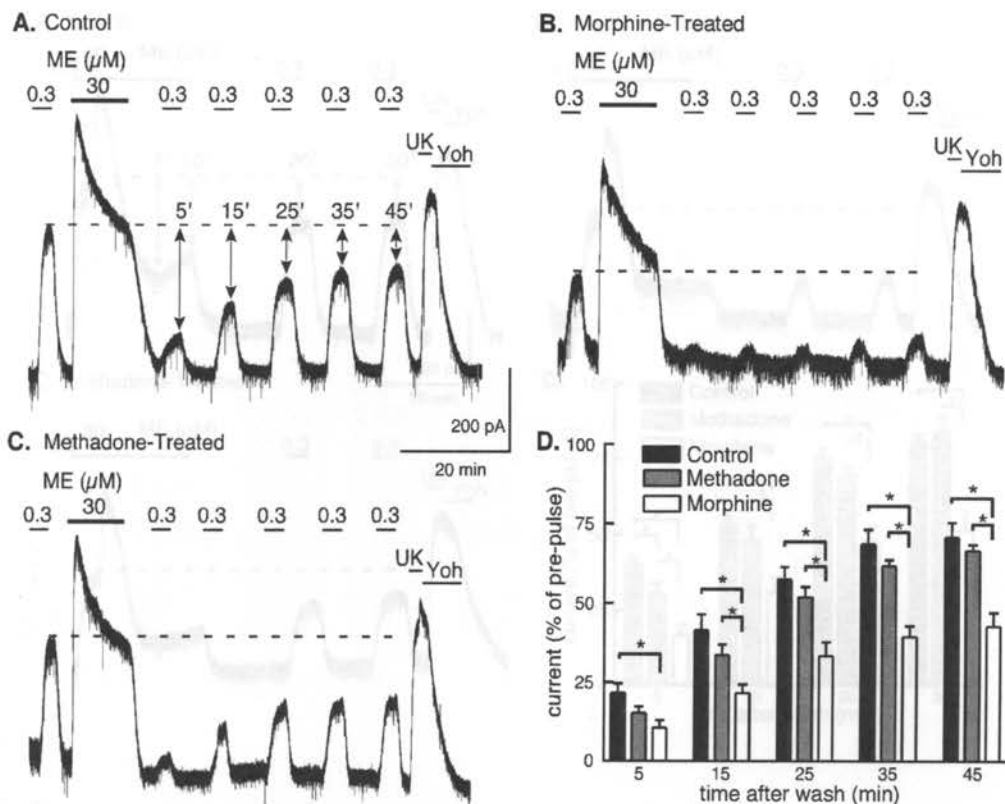 A. Control
ME (µM)
0.3 30 0.3 0.3 0.3 0.3 0.3
UK
Yoh
5' 15' 25' 35' 45'
200 pA
20 min
B. Morphine-Treated
ME (µM)
0.3 30 0.3 0.3 0.3 0.3 0.3
UK
Yoh
C. Methadone-Treated
ME (µM)
0.3 30 0.3 0.3 0.3 0.3 0.3
UK
Yoh
D.
Control
Methadone
Morphine
* * * * * * * * *
100
75
50
25
0
current (% of pre-pulse)
5 15 25 35 45
time after wash (min)